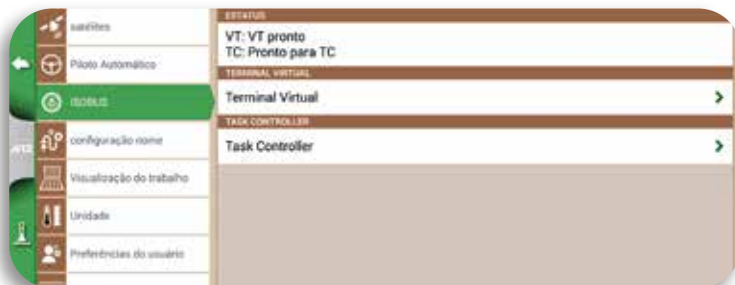 satélites
Piloto Automático
ISOBUS
configuração nome
Visualização do trabalho
Unidade
Preferências do usuário
ESTATUS
VT: VT pronto
TC: Pronto para TC
TERMINAL VIRTUAL
Terminal Virtual
TASK CONTROLLER
Task Controller